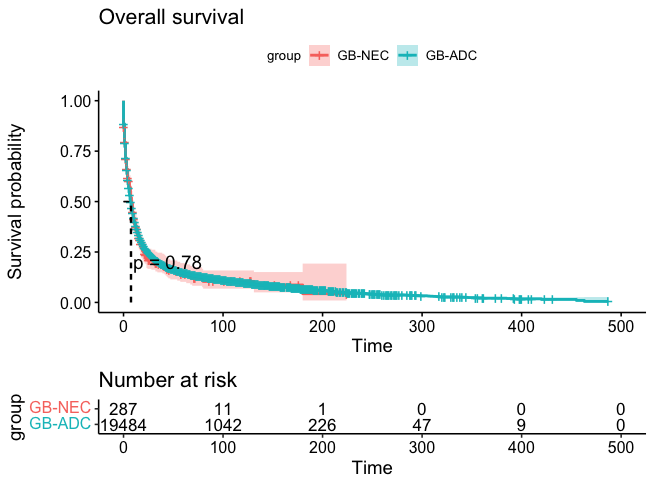 Overall survival
group GB-NEC GB-ADC
Survival probability
1.00
0.75
0.50
0.25
0.00
p = 0.78
0 100 200 300 400 500
Time
Number at risk
group
GB-NEC 287 11 1 0 0 0
GB-ADC 19484 1042 226 47 9 0
0 100 200 300 400 500
Time